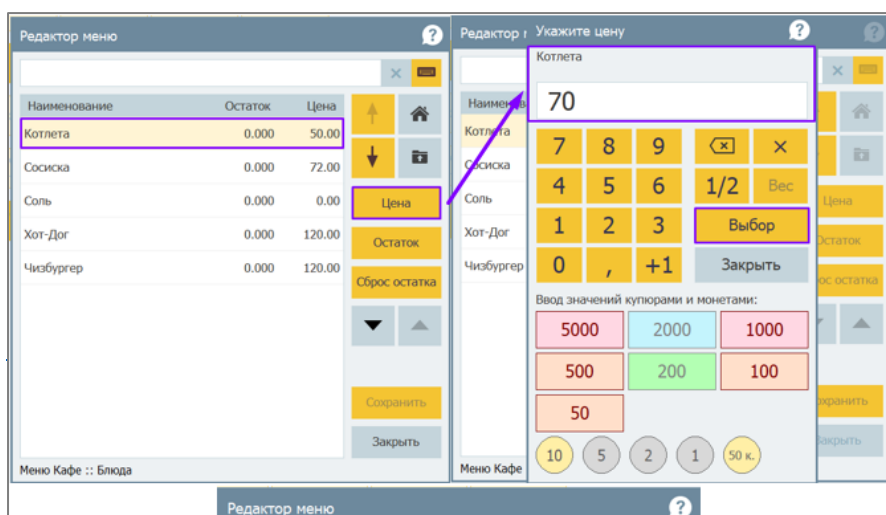 Редактор меню
?
Наименование Остаток Цена
Котлета 0.000 50.00
Сосиска 0.000 72.00
Соль 0.000 0.00
Хот-Дог 0.000 120.00
Чизбургер 0.000 120.00
Цена
Остаток
Сброс остатка
Сохранить
Закрыть
Меню Кафе :: Блюда
Редактор
?
Наимен
Котлета
Сосиска
Соль
Хот-Дог
Чизбургер
Цена
Остаток
рос остатка
охранить
Закрыть
Меню Кафе
Укажите цену
?
Котлета
70
7 8 9 ×
4 5 6 1/2 Вес
1 2 3 Выбор
0 , +1 Закрыть
Ввод значений купюрами и монетами:
5000 2000 1000
500 200 100
50
10 5 2 1 50 к.
Редактор меню
?